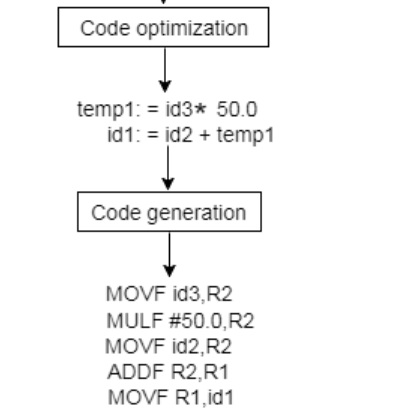 Code optimization
temp1: = id3* 50.0
id1: = id2 + temp1
Code generation
MOVF id3,R2
MULF #50.0,R2
MOVF id2,R2
ADDF R2,R1
MOVF R1,id1